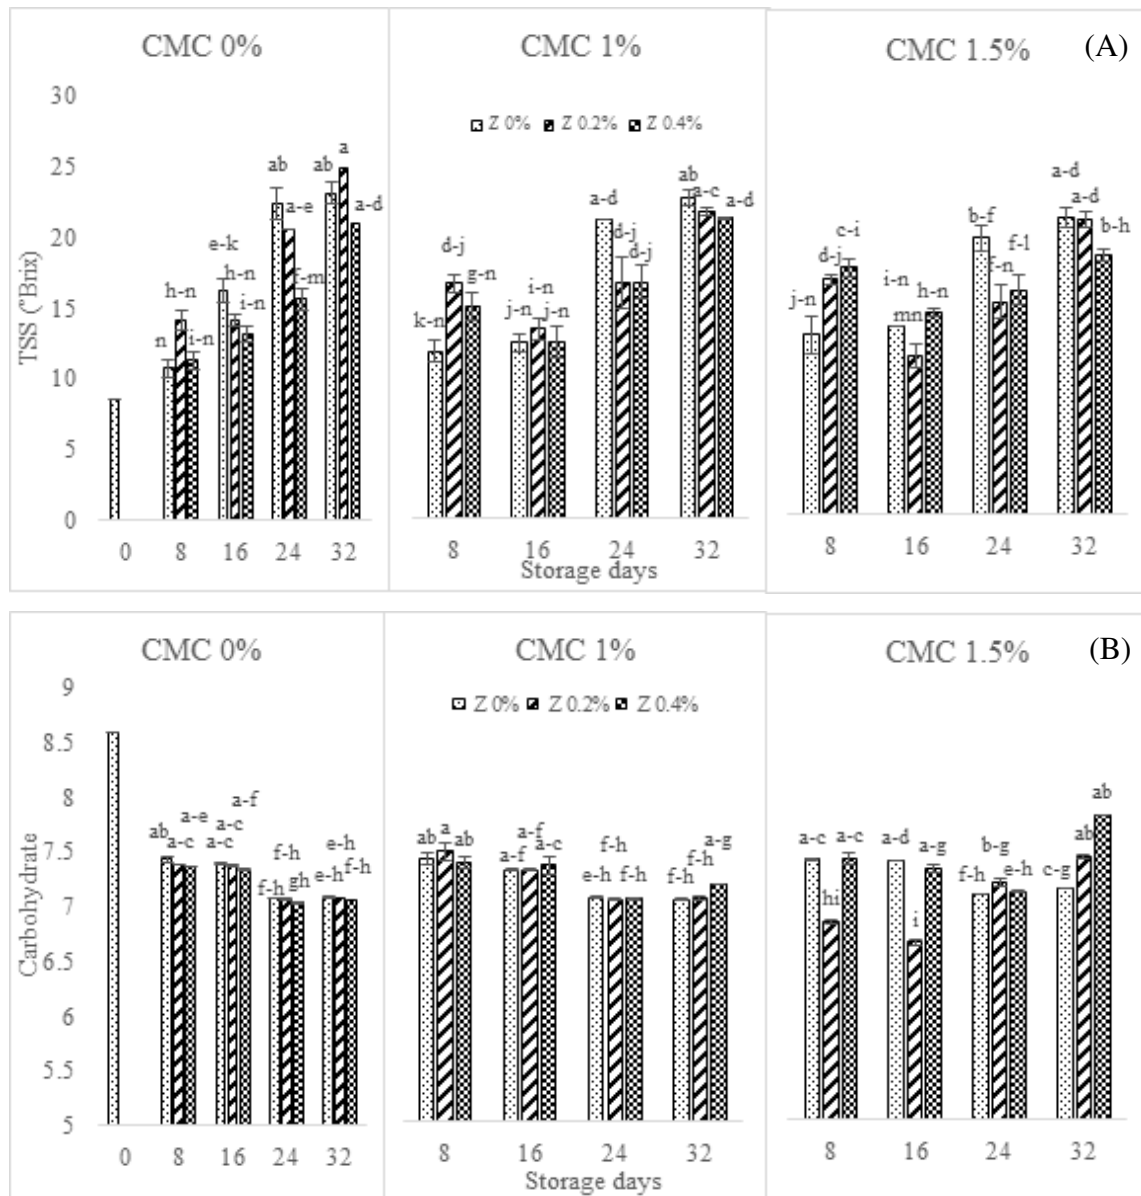 CMC 0%
CMC 1%
CMC 1.5%
(A)
TSS (°Brix)
30
25
20
15
10
5
0
Z 0% Z 0.2% Z 0.4%
n h-n i-n
e-k h-n i-n
ab a-e f-m
ab a a-d
k-n d-j g-n
j-n i-n j-n
a-d d-j d-j
ab a-c a-d
j-n d-j c-i
i-n mn h-n
b-f f-n f-l
a-d a-d b-h
0 8 16 24 32
8 16 24 32
8 16 24 32
Storage days
CMC 0%
CMC 1%
CMC 1.5%
(B)
Carbohydrate
9
8.5
8
7.5
7
6.5
6
5.5
5
Z 0% Z 0.2% Z 0.4%
ab a-c a-e
a-c a-c a-f
f-h f-h gh
e-h e-h f-h
ab a ab
a-f a-f a-c
e-h f-h f-h
f-h f-h a-g
a-c hi a-c
a-d i a-g
f-h b-g e-h
c-g ab ab
0 8 16 24 32
8 16 24 32
8 16 24 32
Storage days